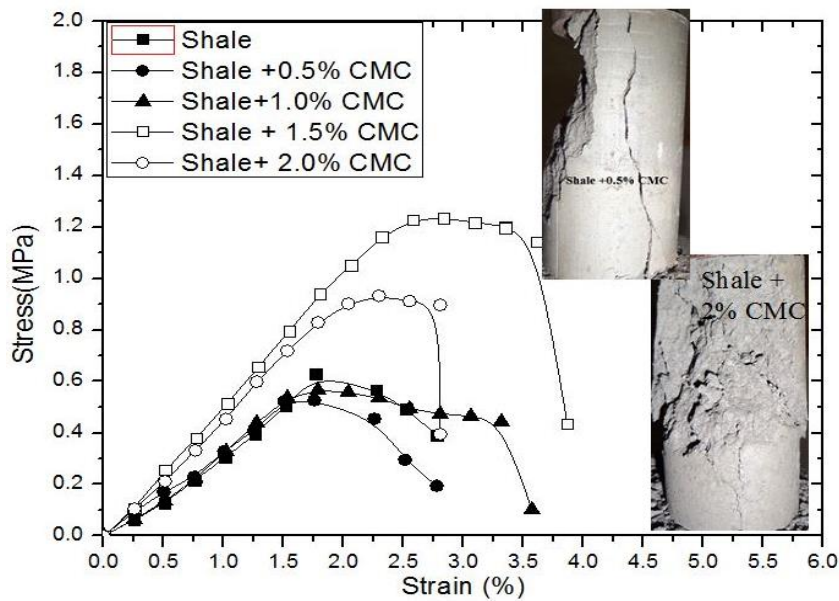 2.0
1.8
1.6
1.4
1.2
1.0
0.8
0.6
0.4
0.2
0.0
Stress(MPa)
Shale
Shale +0.5% CMC
Shale+1.0% CMC
Shale + 1.5% CMC
Shale+ 2.0% CMC
Shale +0.5% CMC
Shale +
2% CMC
0.0 0.5 1.0 1.5 2.0 2.5 3.0 3.5 4.0 4.5 5.0 5.5 6.0
Strain (%)